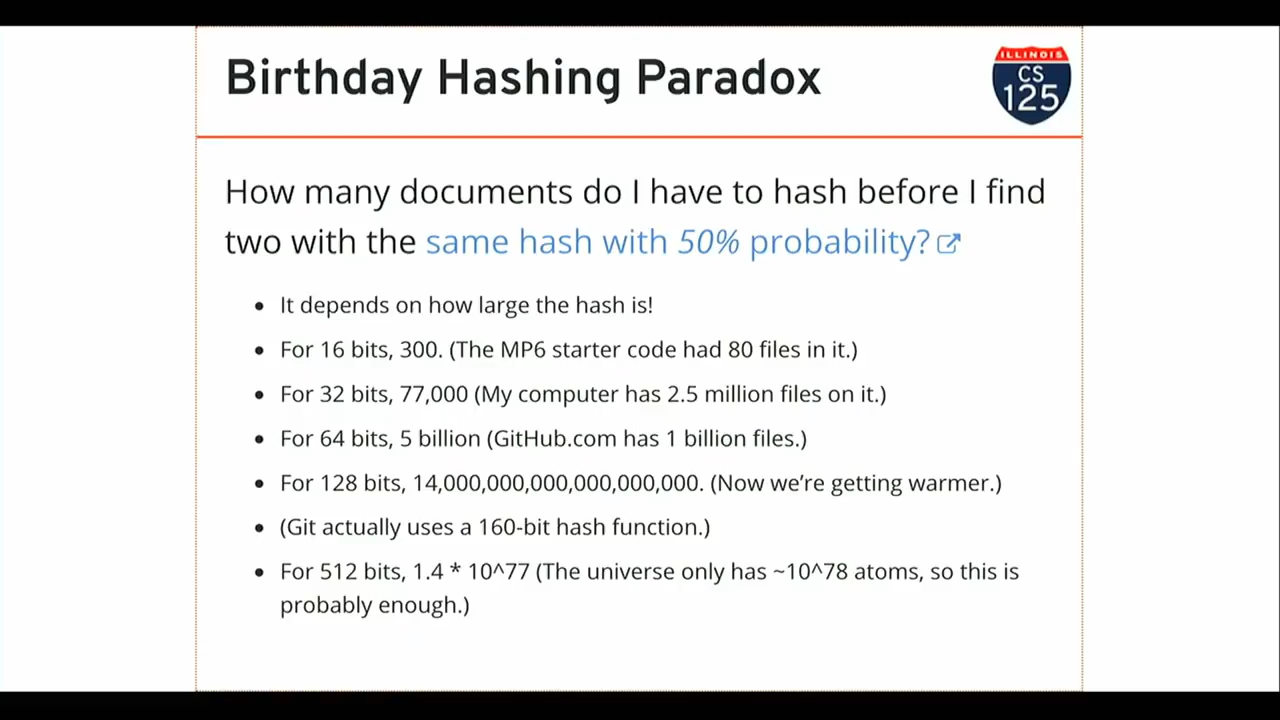 Birthday Hashing Paradox
ILLINOIS
CS
125
How many documents do I have to hash before I find
two with the same hash with 50% probability?
• It depends on how large the hash is!
• For 16 bits, 300. (The MP6 starter code had 80 files in it.)
• For 32 bits, 77,000 (My computer has 2.5 million files on it.)
• For 64 bits, 5 billion (GitHub.com has 1 billion files.)
• For 128 bits, 14,000,000,000,000,000,000. (Now we’re getting warmer.)
• (Git actually uses a 160-bit hash function.)
• For 512 bits, 1.4 * 10^77 (The universe only has ~10^78 atoms, so this is
probably enough.)